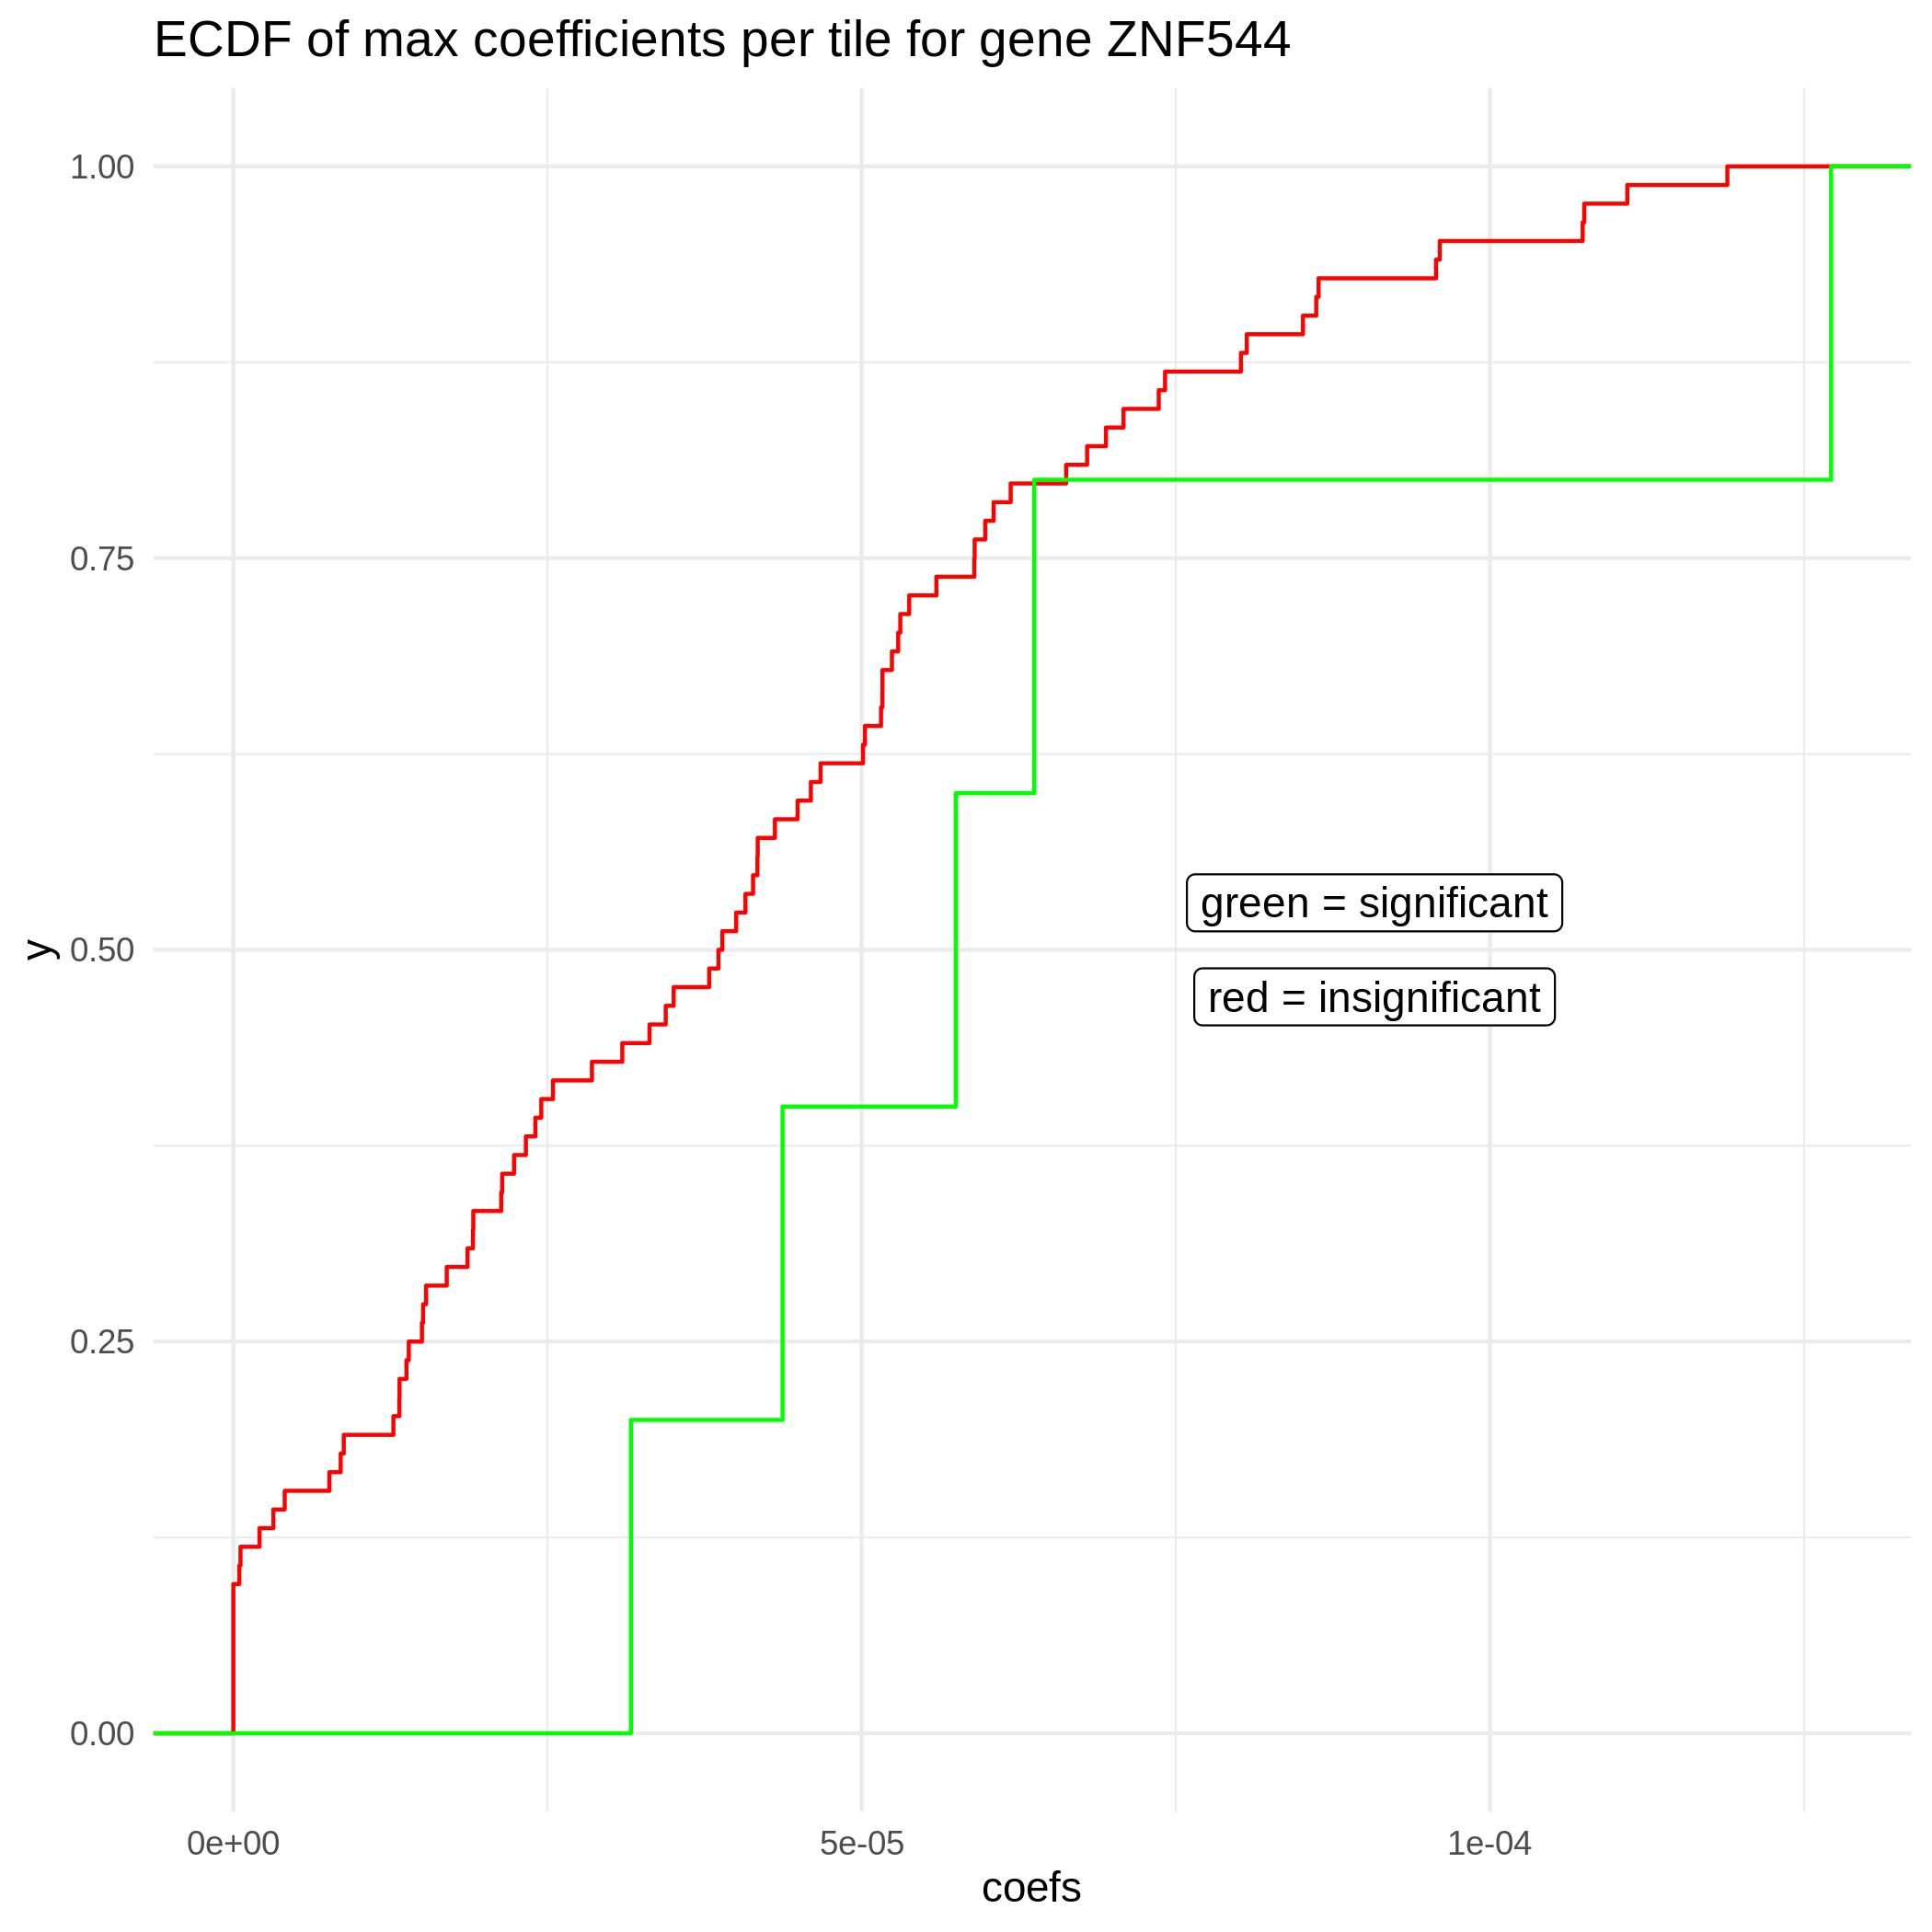 ECDF of max coefficients per tile for gene ZNF544
1.00
0.75
0.50
0.25
0.00
y
green = significant
red = insignificant
0e+00
5e-05
1e-04
coefs